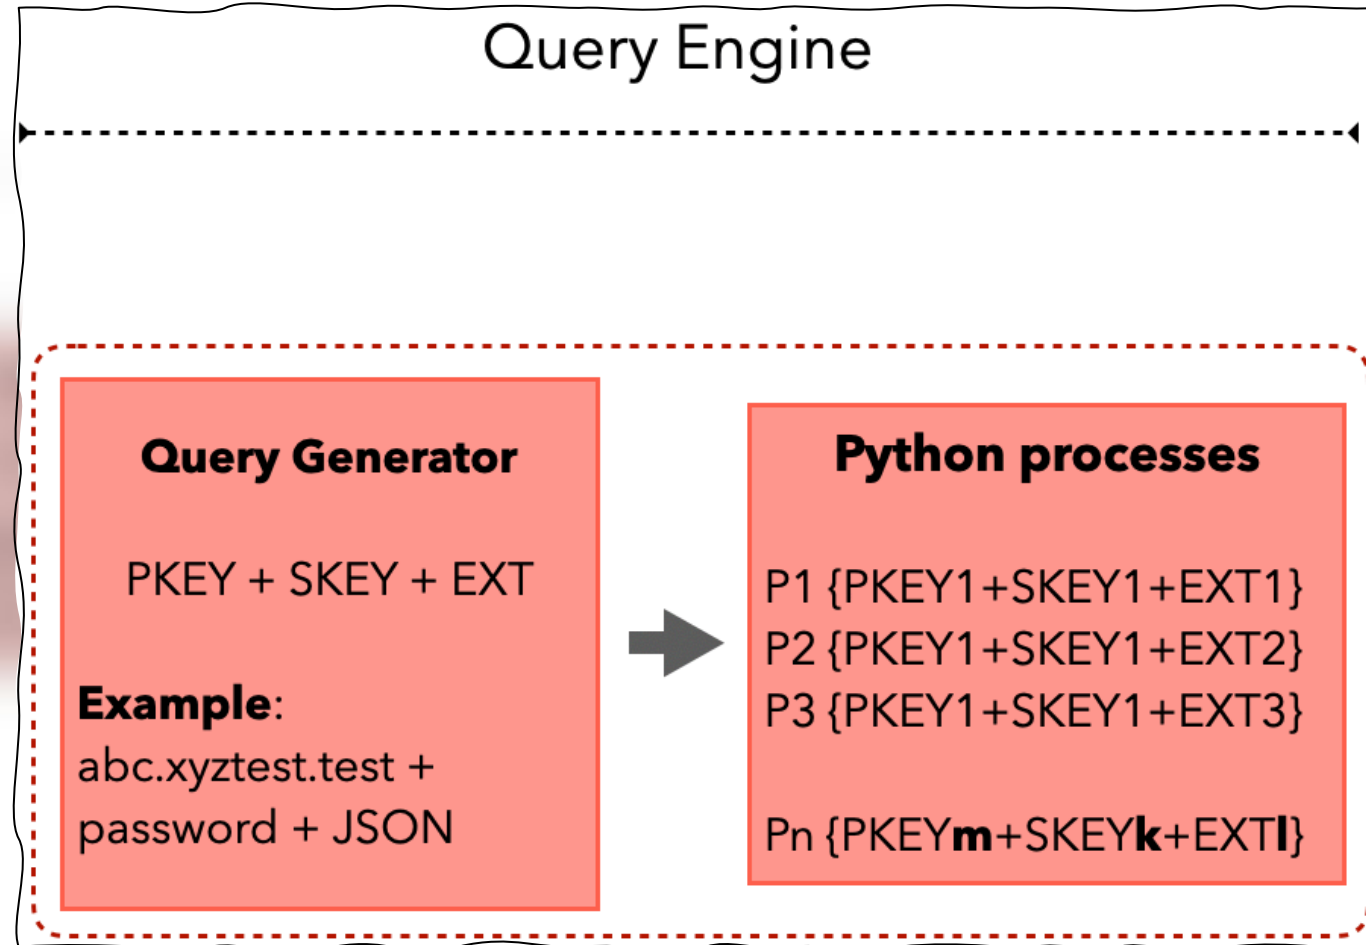 Query Engine
Query Generator
PKEY + SKEY + EXT
Example:
abc.xyztest.test +
password + JSON
Python processes
P1 {PKEY1+SKEY1+EXT1}
P2 {PKEY1+SKEY1+EXT2}
P3 {PKEY1+SKEY1+EXT3}
Pn {PKEYm+SKEYk+EXTl}